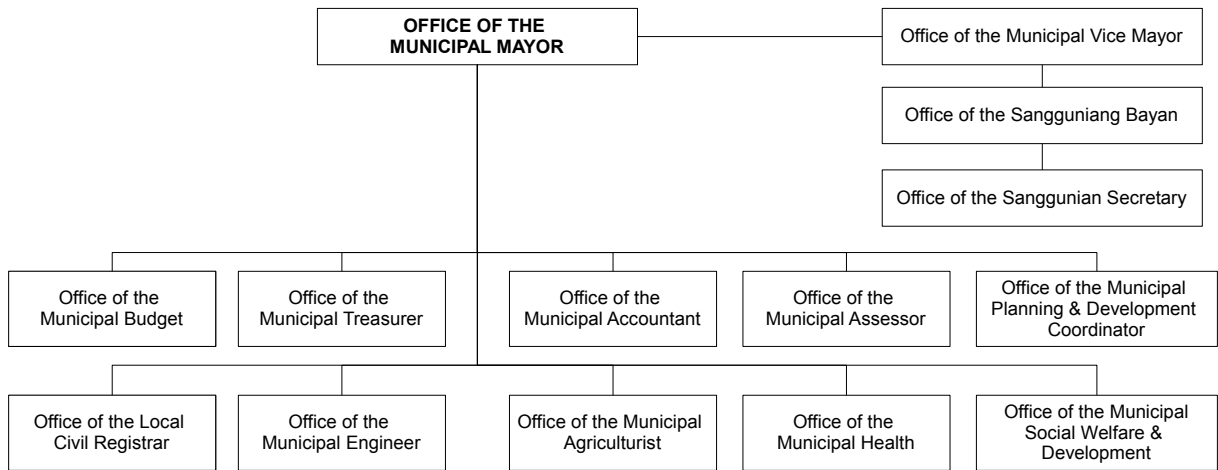 OFFICE OF THE
MUNICIPAL MAYOR
Office of the Municipal Vice Mayor
Office of the Sangguniang Bayan
Office of the Sanggunian Secretary
Office of the
Municipal Budget
Office of the
Municipal Treasurer
Office of the
Municipal Accountant
Office of the
Municipal Assessor
Office of the Municipal
Planning & Development
Coordinator
Office of the Local
Civil Registrar
Office of the
Municipal Engineer
Office of the Municipal
Agriculturist
Office of the
Municipal Health
Office of the Municipal
Social Welfare &
Development